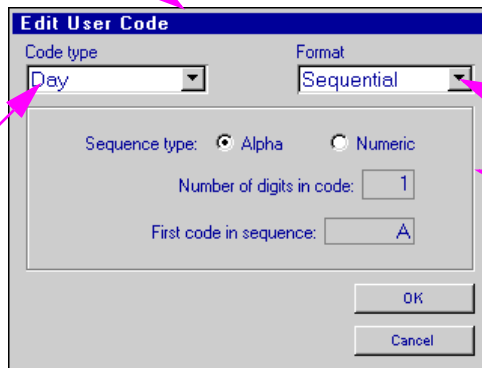 Edit User Code
Code type Format
Day Sequential
Sequence type: Alpha Numeric
Number of digits in code: 1
First code in sequence: A
OK
Cancel